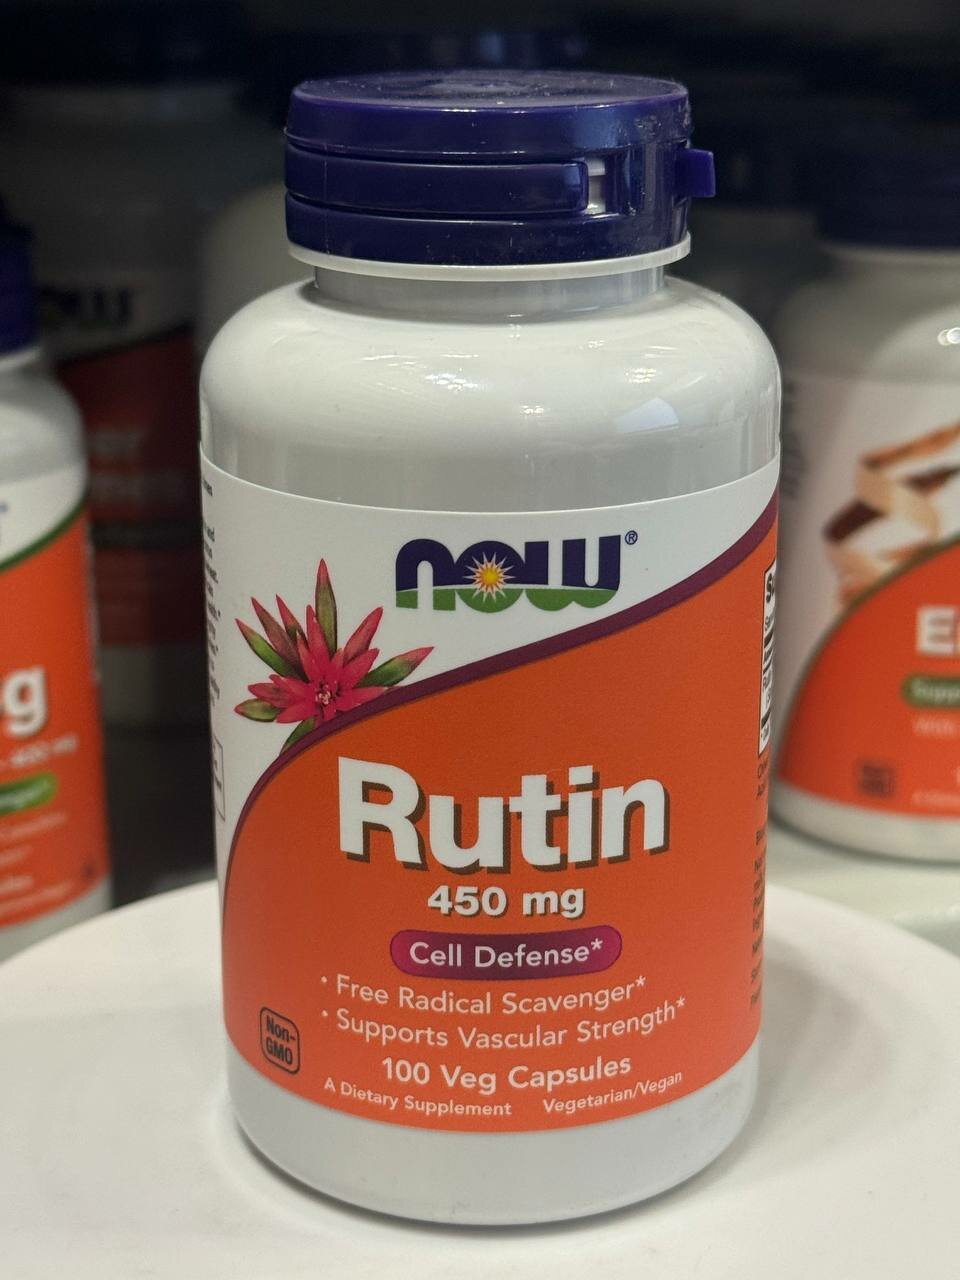 NOW®
Rutin
450 mg
Cell Defense*
• Free Radical Scavenger*
• Supports Vascular Strength*
Non-
GMO
100 Veg Capsules
A Dietary Supplement Vegetarian/Vegan
NOW